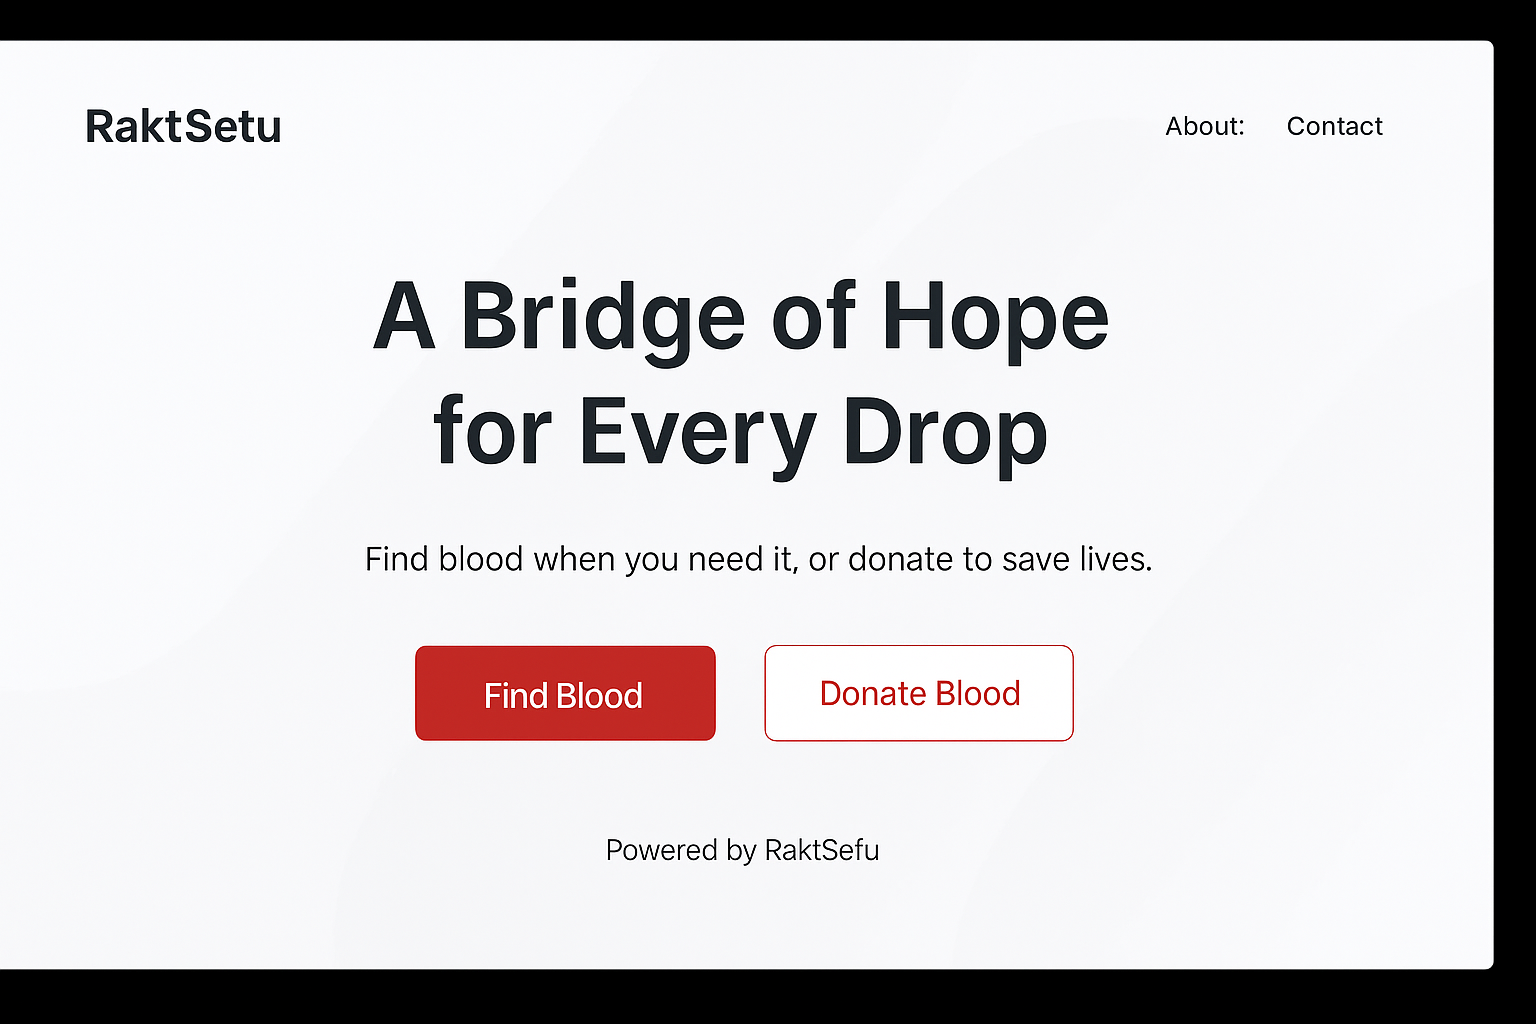 RaktSetu
About: Contact
A Bridge of Hope
for Every Drop
Find blood when you need it, or donate to save lives.
Find Blood
Donate Blood
Powered by RaktSefu